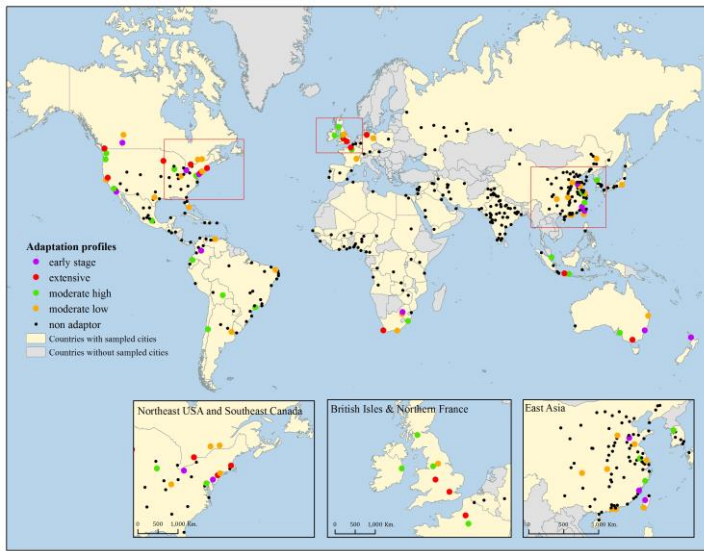 Adaptation profiles
early stage
extensive
moderate high
moderate low
non adaptor
Countries with sampled cities
Countries without sampled cities
Northeast USA and Southeast Canada
British Isles & Northern France
East Asia
0 500 1,000 Km.
0 500 1,000 Km.
0 500 1,000 Km.